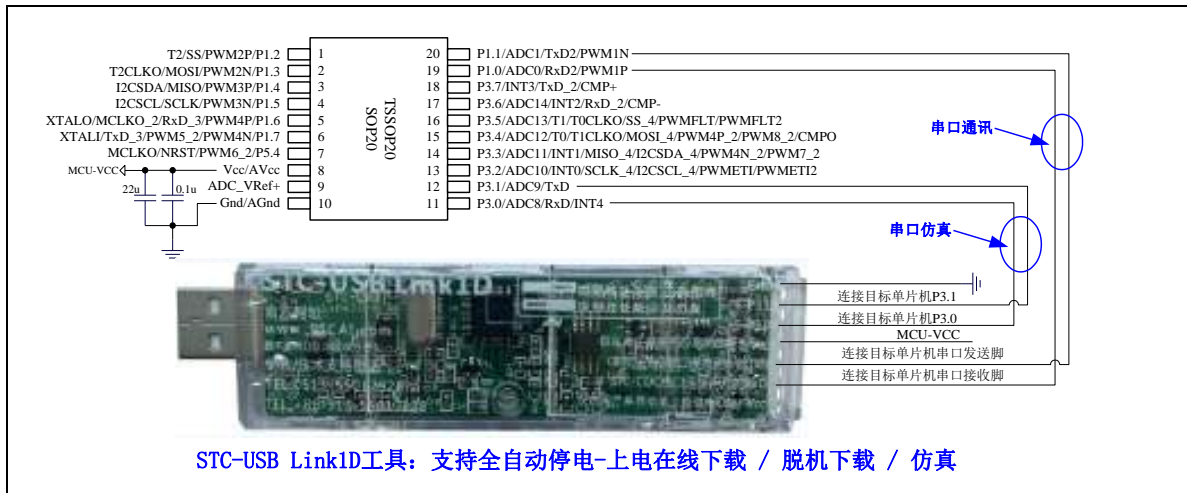 T2/SS/PWM2P/P1.2
T2CLKO/MOSI/PWM2N/P1.3
I2CSDA/MISO/PWM3P/P1.4
I2CSCL/SCLK/PWM3N/P1.5
XTALO/MCLKO_2/RxD_3/PWM4P/P1.6
XTALI/TxD_3/PWM5_2/PWM4N/P1.7
MCLKO/NRST/PWM6_2/P5.4
MCU-VCC
Vcc/AVcc
ADC_VRef+
Gnd/AGnd
22u
0.1u
1
2
3
4
5
6
7
8
9
10
TSSOP20
SOP20
20
19
18
17
16
15
14
13
12
11
P1.1/ADC1/TxD2/PWM1N
P1.0/ADC0/RxD2/PWM1P
P3.7/INT3/TxD_2/CMP+
P3.6/ADC14/INT2/RxD_2/CMP-
P3.5/ADC13/T1/T0CLKO/SS_4/PWMFLT/PWMFLT2
P3.4/ADC12/T0/T1CLKO/MOSI_4/PWM4P_2/PWM8_2/CMPO
P3.3/ADC11/INT1/MISO_4/I2CSDA_4/PWM4N_2/PWM7_2
P3.2/ADC10/INT0/SCLK_4/I2CSCL_4/PWMETI/PWMETI2
P3.1/ADC9/TxD
P3.0/ADC8/RxD/INT4
串口通讯
串口仿真
STC-USB Link1D
连接目标单片机P3.1
连接目标单片机P3.0
MCU-VCC
连接目标单片机串口发送脚
连接目标单片机串口接收脚
STC-USB Link1D工具: 支持全自动停电-上电在线下载 / 脱机下载 / 仿真